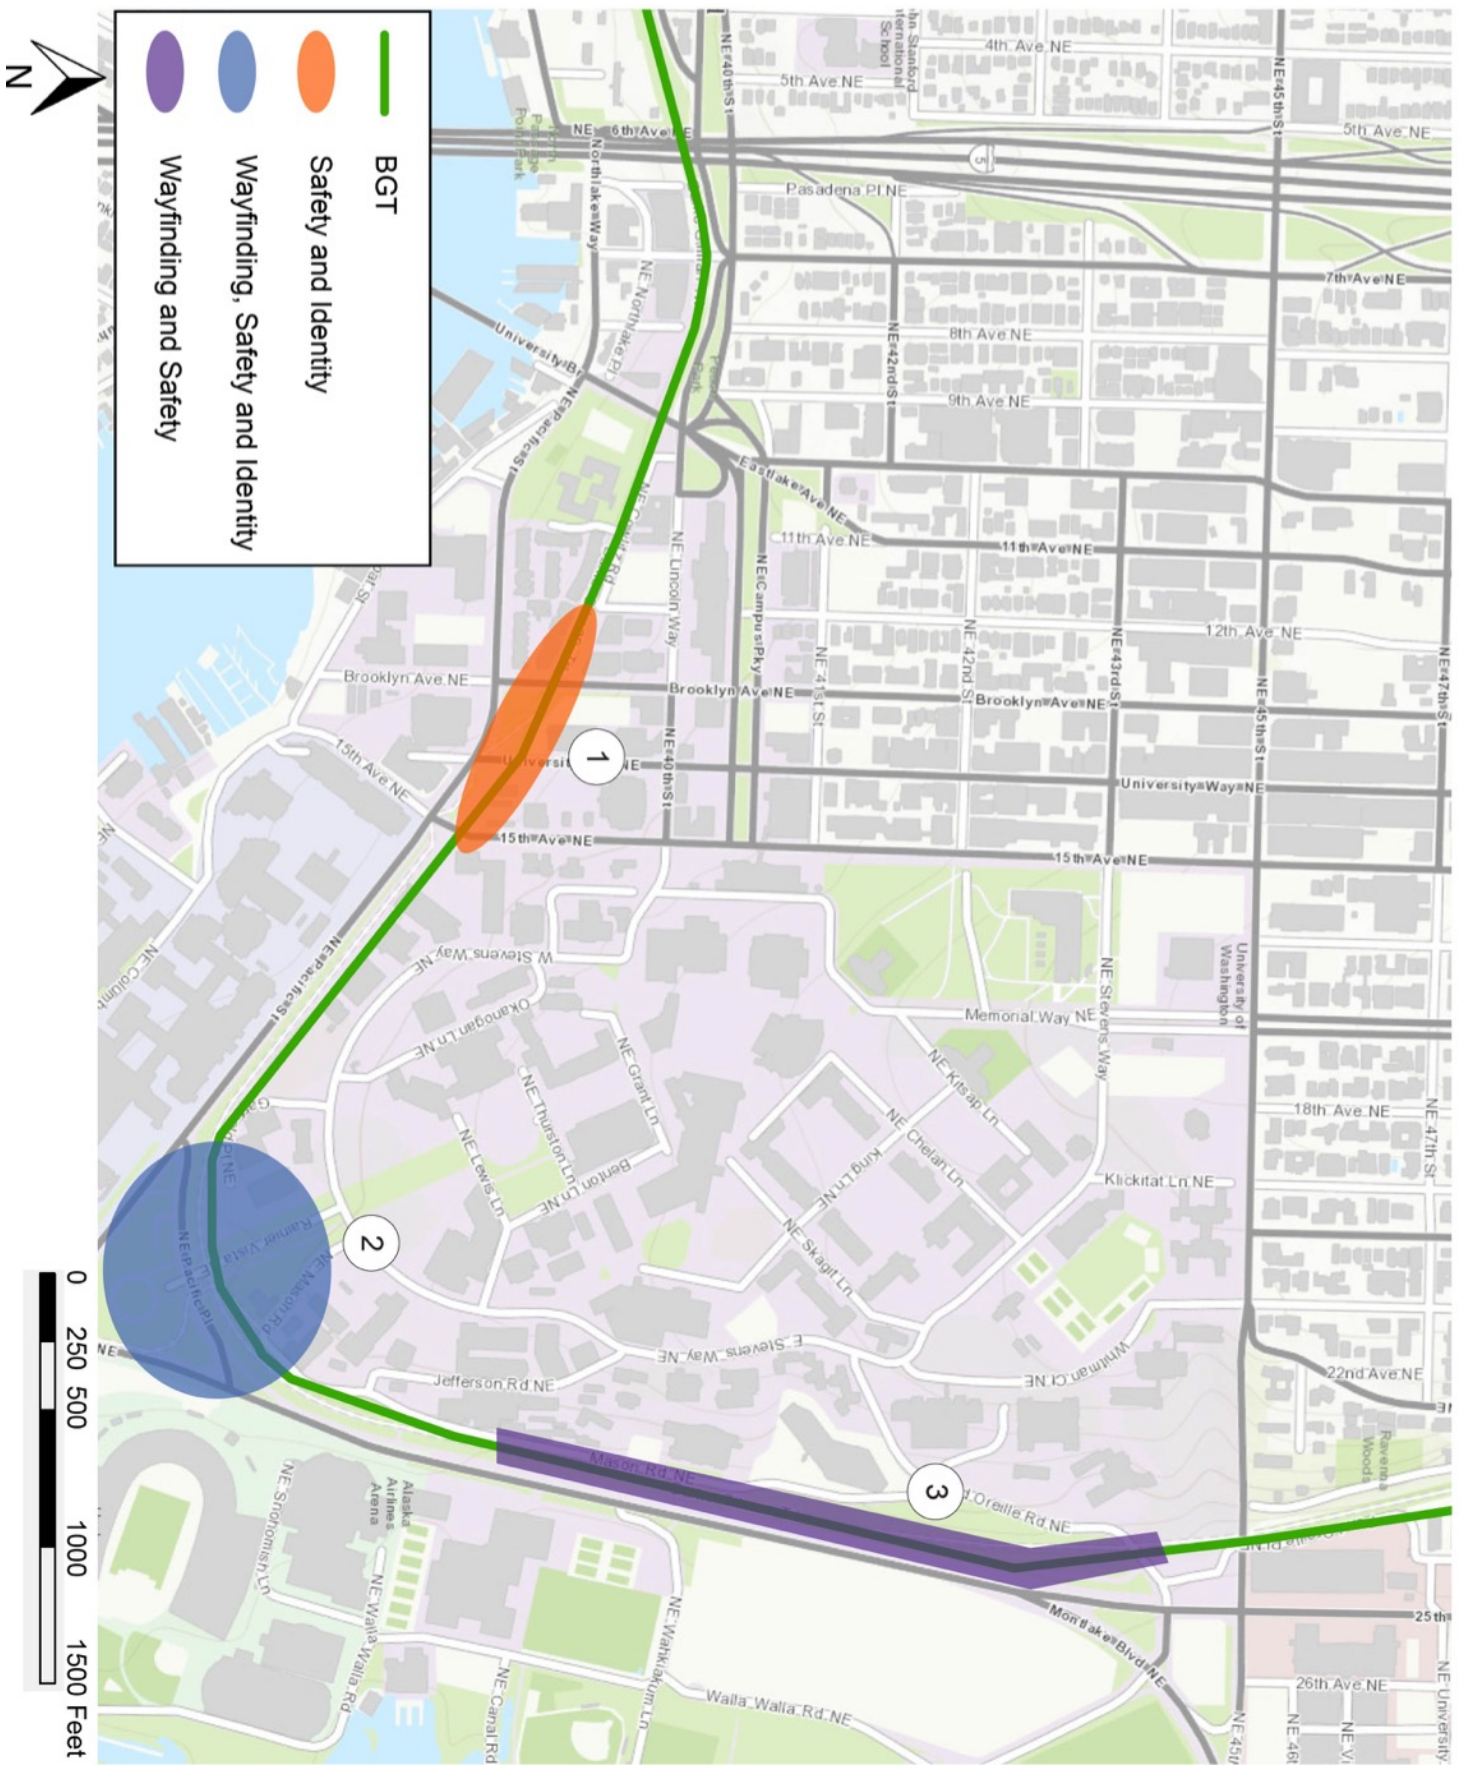 BGT
Safety and Identity
Wayfinding, Safety and Identity
Wayfinding and Safety
N
0 250 500 1000 1500 Feet
1
2
3
5
4th Ave NE
5th Ave NE
5th Ave NE
6th Ave NE
Pasadena Pl NE
7th Ave NE
8th Ave NE
9th Ave NE
11th Ave NE
11th Ave NE
12th Ave NE
Brooklyn Ave NE
Brooklyn Ave NE
Brooklyn Ave NE
University Way NE
15th Ave NE
15th Ave NE
15th Ave NE
18th Ave NE
22nd Ave NE
25th
26th Ave NE
NE 40th St
NE 40th St
NE 41st St
NE 42nd St
NE 42nd St
NE 43rd St
NE 45th St
NE 45th St
NE 47th St
NE 47th St
NE Northlake Way
NE Northlake Pl
University Br
NE Pacific St
NE Pacific St
NE Pacific Pl
NE Lincoln Way
NE Campus Pky
Eastlake Ave NE
Peace
Park
W Stevens Way NE
Okanogan Ln NE
NE Grant Ln
NE Thurston Ln
NE Lewis Ln
Benton Ln NE
Memorial Way NE
NE Stevens Way
University of
Washington
NE Kitsap Ln
NE Chelan Ln
King Ln NE
NE Skagit Ln
Klickitat Ln NE
Whitman Ct NE
E Stevens Way NE
Jefferson Rd NE
Rainier Vista
NE Mason Rd
Mason Rd NE
d Oreille Rd NE
Montlake Blvd NE
Ravenna
Woods
Alaska
Airlines
Arena
NE Snohomish Ln
NE Walla Walla Rd
NE Canal Rd
NE Wahkiakum Ln
Walla Walla Rd NE
NE University